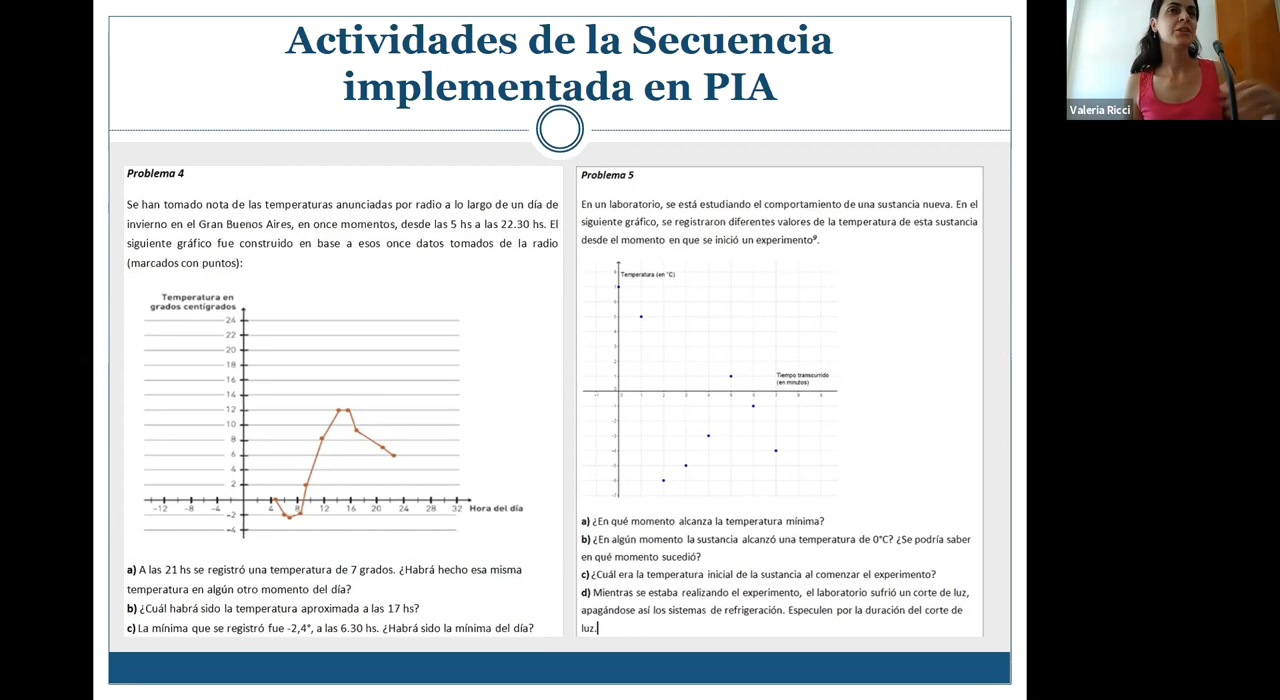 Actividades de la Secuencia
implementada en PIA
Valeria Ricci
Problema 4
Se han tomado nota de las temperaturas anunciadas por radio a lo largo de un día de
invierno en el Gran Buenos Aires, en once momentos, desde las 5 hs a las 22.30 hs. El
siguiente gráfico fue construido en base a esos once datos tomados de la radio
(marcados con puntos):
Temperatura en
grados centígrados
24
22
20
18
16
14
12
10
8
6
4
2
-2
-4
-12 -8 -4 4 8 12 16 20 24 28 32 Hora del día
a) A las 21 hs se registró una temperatura de 7 grados. ¿Habrá hecho esa misma
temperatura en algún otro momento del día?
b) ¿Cuál habrá sido la temperatura aproximada a las 17 hs?
c) La mínima que se registró fue -2,4°, a las 6.30 hs. ¿Habrá sido la mínima del día?
Problema 5
En un laboratorio, se está estudiando el comportamiento de una sustancia nueva. En el
siguiente gráfico, se registraron diferentes valores de la temperatura de esta sustancia
desde el momento en que se inició un experimento⁹.
Temperatura (en °C)
Tiempo transcurrido
(en minutos)
a) ¿En qué momento alcanza la temperatura mínima?
b) ¿En algún momento la sustancia alcanzó una temperatura de 0°C? ¿Se podría saber
en qué momento sucedió?
c) ¿Cuál era la temperatura inicial de la sustancia al comenzar el experimento?
d) Mientras se estaba realizando el experimento, el laboratorio sufrió un corte de luz,
apagándose así los sistemas de refrigeración. Especulen por la duración del corte de
luz.